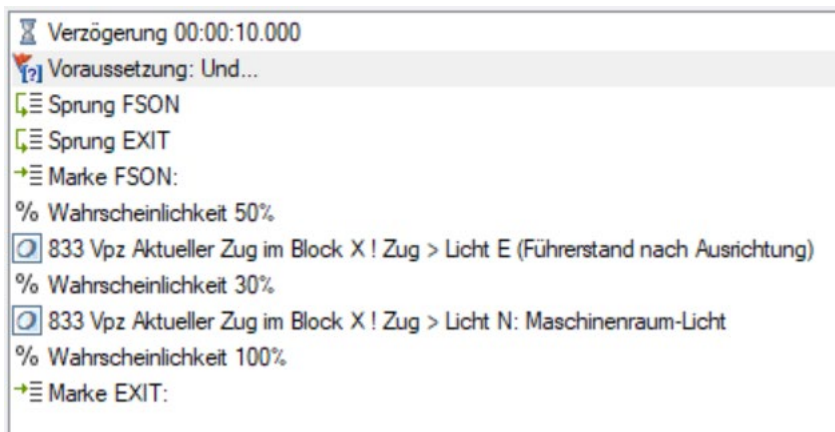 Verzögerung 00:00:10.000
[?] Voraussetzung: Und...
Sprung FSON
Sprung EXIT
Marke FSON:
% Wahrscheinlichkeit 50%
833 Vpz Aktueller Zug im Block X ! Zug > Licht E (Führerstand nach Ausrichtung)
% Wahrscheinlichkeit 30%
833 Vpz Aktueller Zug im Block X ! Zug > Licht N: Maschinenraum-Licht
% Wahrscheinlichkeit 100%
Marke EXIT: